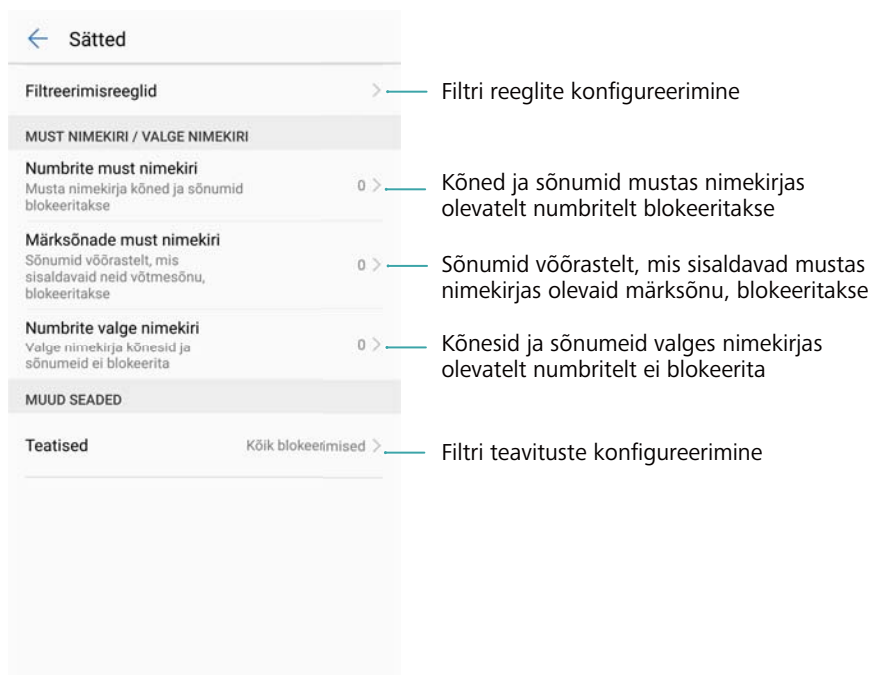 Sätted
Filtreerimisreeglid
Filtri reeglite konfigureerimine
MUST NIMEKIRI / VALGE NIMEKIRI
Numbrite must nimekiri
Musta nimekirja kõned ja sõnumid
blokeeritakse
0
Kõned ja sõnumid mustas nimekirjas
olevatelt numbritelt blokeeritakse
Märksõnade must nimekiri
Sõnumid võõrastelt, mis
sisaldavaid neid võtmesõnu,
blokeeritakse
0
Sõnumid võõrastelt, mis sisaldavad mustas
nimekirjas olevaid märksõnu, blokeeritakse
Numbrite valge nimekiri
Valge nimekirja kõnesid ja
sõnumeid ei blokeerita
0
Kõnesid ja sõnumeid valges nimekirjas
olevatelt numbritelt ei blokeerita
MUUD SEADED
Teatised
Kõik blokeerimised
Filtri teavituste konfigureerimine